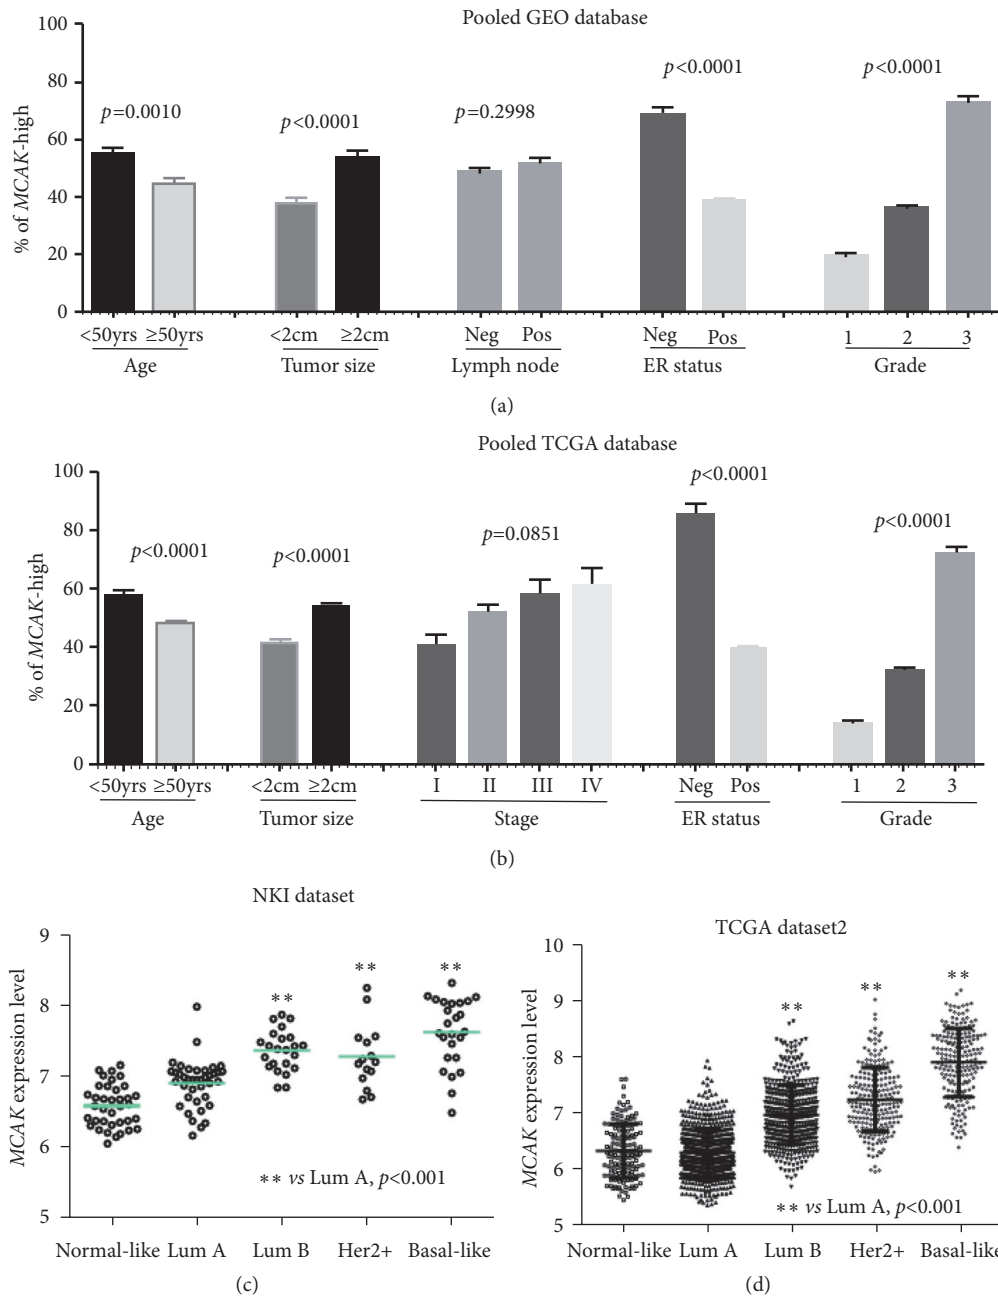 Pooled GEO database
100
80
60
40
20
0
% of MCAK-high
p=0.0010
p<0.0001
p=0.2998
p<0.0001
p<0.0001
<50yrs ≥50yrs
<2cm ≥2cm
Neg Pos
Neg Pos
1 2 3
Age
Tumor size
Lymph node
ER status
Grade
(a)
Pooled TCGA database
100
80
60
40
20
0
% of MCAK-high
p<0.0001
p<0.0001
p=0.0851
p<0.0001
p<0.0001
<50yrs ≥50yrs
<2cm ≥2cm
I II III IV
Neg Pos
1 2 3
Age
Tumor size
Stage
ER status
Grade
(b)
NKI dataset
9
8
7
6
5
MCAK expression level
**
**
**
** vs Lum A, p<0.001
Normal-like Lum A Lum B Her2+ Basal-like
(c)
TCGA dataset2
10
9
8
7
6
5
MCAK expression level
**
**
**
** vs Lum A, p<0.001
Normal-like Lum A Lum B Her2+ Basal-like
(d)